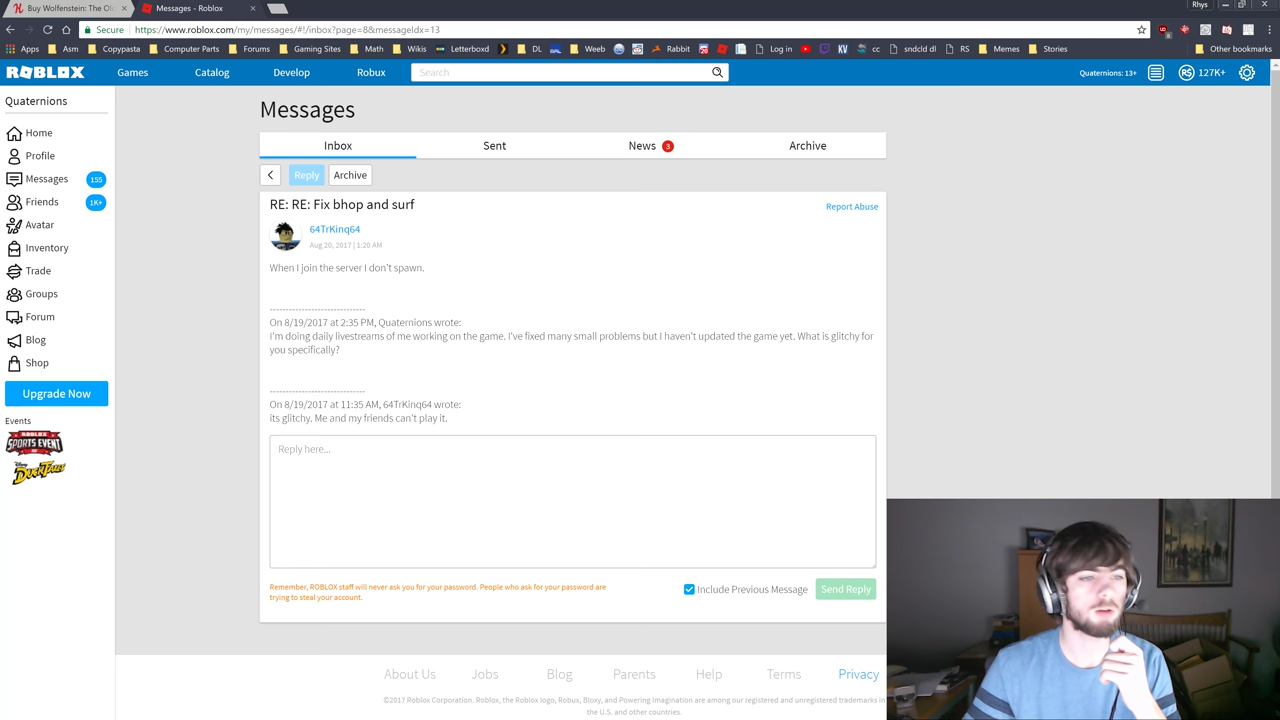 Buy Wolfenstein: The Old
Messages - Roblox
Rhys
Secure
https://www.roblox.com/my/messages/#!/inbox?page=8&messageIdx=13
Apps
Asm
Copypasta
Computer Parts
Forums
Gaming Sites
Math
Wikis
Letterboxd
DL
Weeb
Rabbit
Log in
KV
cc
sndcld dl
RS
Memes
Stories
Other bookmarks
ROBLOX
Games
Catalog
Develop
Robux
Search
Quaternions: 13+
R$
127K+
Quaternions
Home
Profile
Messages
155
Friends
1K+
Avatar
Inventory
Trade
Groups
Forum
Blog
Shop
Upgrade Now
Events
ROBLOX
SPORTS EVENT
DUCKTALES
Messages
Inbox
Sent
News
3
Archive
Reply
Archive
RE: RE: Fix bhop and surf
Report Abuse
64TrKinq64
Aug 20, 2017 | 1:20 AM
When I join the server I don't spawn.
------------------------------
On 8/19/2017 at 2:35 PM, Quaternions wrote:
I'm doing daily livestreams of me working on the game. I've fixed many small problems but I haven't updated the game yet. What is glitchy for
you specifically?
------------------------------
On 8/19/2017 at 11:35 AM, 64TrKinq64 wrote:
its glitchy. Me and my friends can't play it.
Reply here...
Remember, ROBLOX staff will never ask you for your password. People who ask for your password are
trying to steal your account.
Include Previous Message
Send Reply
About Us
Jobs
Blog
Parents
Help
Terms
Privacy
©2017 Roblox Corporation. Roblox, the Roblox logo, Robux, Bloxy, and Powering Imagination are among our registered and unregistered trademarks in
the U.S. and other countries.